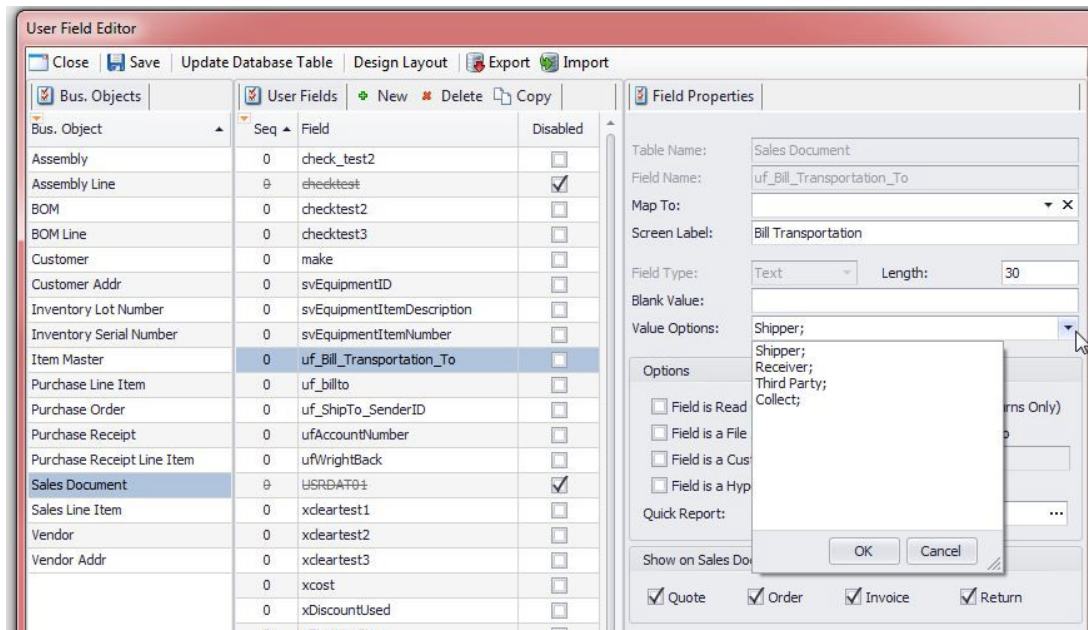 User Field Editor
Close Save Update Database Table Design Layout Export Import
Bus. Objects
Bus. Object
Assembly
Assembly Line
BOM
BOM Line
Customer
Customer Addr
Inventory Lot Number
Inventory Serial Number
Item Master
Purchase Line Item
Purchase Order
Purchase Receipt
Purchase Receipt Line Item
Sales Document
Sales Line Item
Vendor
Vendor Addr
User Fields New Delete Copy
Seq Field Disabled
0 check_test2
0 checktest
0 checktest2
0 checktest3
0 make
0 svEquipmentID
0 svEquipmentItemDescription
0 svEquipmentItemNumber
0 uf_Bill_Transportation_To
0 uf_billto
0 uf_ShipTo_SenderID
0 ufAccountNumber
0 ufWrightBack
0 USRDAT01
0 xcleartest1
0 xcleartest2
0 xcleartest3
0 xcost
0 xDiscountUsed
Field Properties
Table Name: Sales Document
Field Name: uf_Bill_Transportation_To
Map To:
Screen Label: Bill Transportation
Field Type: Text Length: 30
Blank Value:
Value Options: Shipper;
Shipper;
Receiver;
Third Party;
Collect;
OK Cancel
Options
Field is Read
rns Only)
Field is a File
Field is a Cus
Field is a Hyp
Quick Report: ...
Show on Sales Do
Quote Order Invoice Return